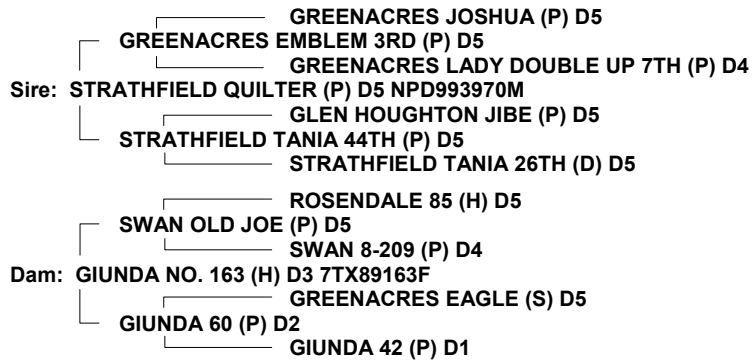 GREENACRES JOSHUA (P) D5
GREENACRES EMBLEM 3RD (P) D5
GREENACRES LADY DOUBLE UP 7TH (P) D4
Sire: STRATHFIELD QUILTER (P) D5 NPD993970M
GLEN HOUGHTON JIBE (P) D5
STRATHFIELD TANIA 44TH (P) D5
STRATHFIELD TANIA 26TH (D) D5
ROSENDALE 85 (H) D5
SWAN OLD JOE (P) D5
SWAN 8-209 (P) D4
Dam: GIUNDA NO. 163 (H) D3 7TX89163F
GREENACRES EAGLE (S) D5
GIUNDA 60 (P) D2
GIUNDA 42 (P) D1